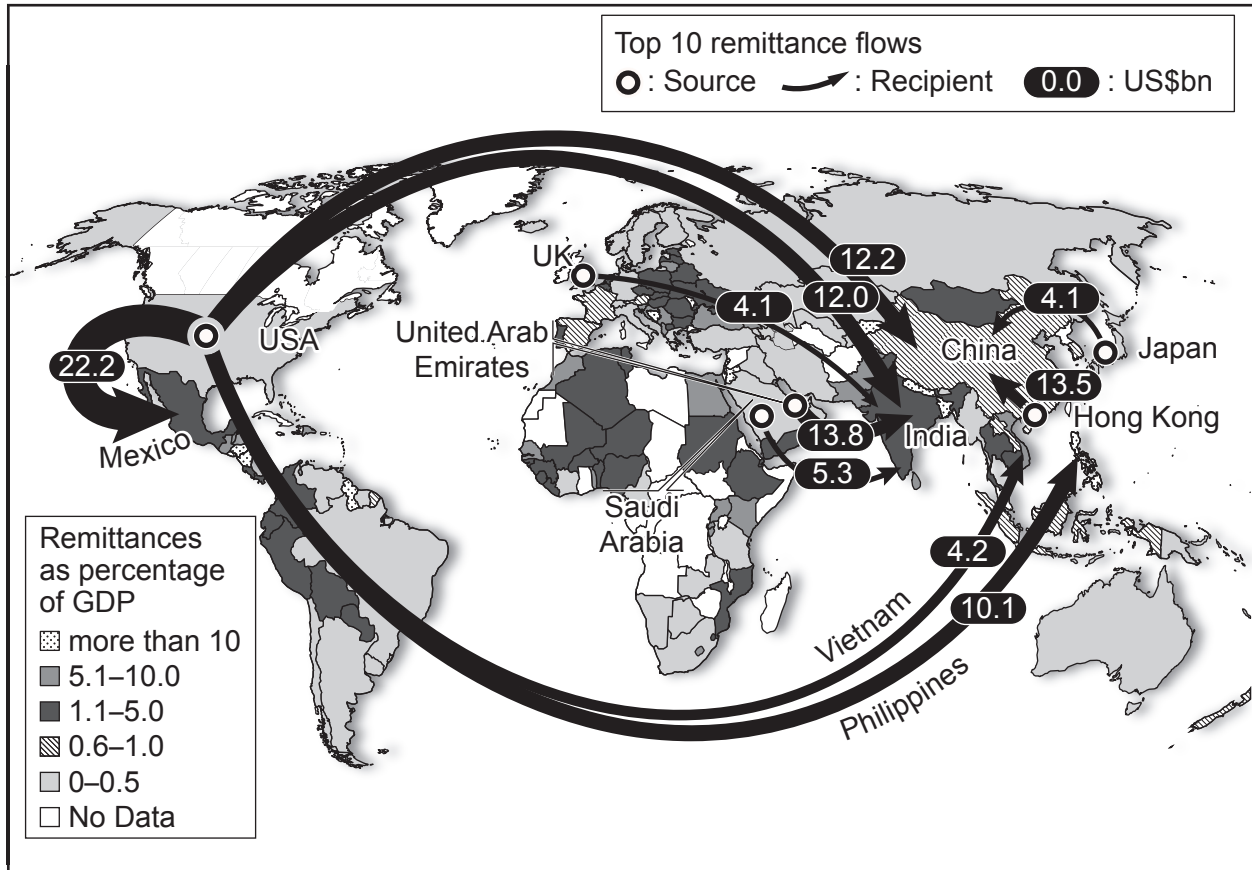 Top 10 remittance flows
: Source : Recipient 0.0 : US$bn
UK
12.2
12.0
4.1
4.1
USA
United Arab
Emirates
China
Japan
22.2
13.5
Hong Kong
Mexico
13.8
India
5.3
Saudi
Arabia
4.2
10.1
Vietnam
Philippines
Remittances
as percentage
of GDP
more than 10
5.1–10.0
1.1–5.0
0.6–1.0
0–0.5
No Data